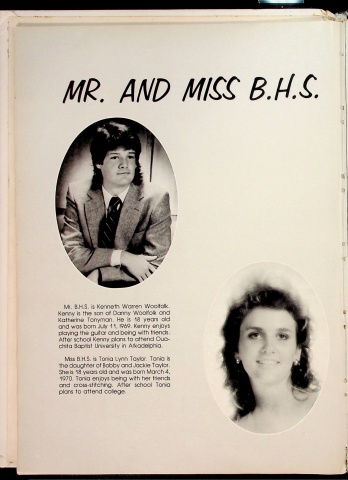 MR. AND MISS B.H.S.
Mr. B.H.S. is Kenneth Warren Woolfolk.
Kenny is the son of Danny Woolfolk and
Katherine Tonyman. He is 18 years old
and was born July 11, 1969. Kenny enjoys
playing the guitar and being with friends.
After school Kenny plans to attend Oua-
chita Baptist University in Arkadelphia.
Miss B.H.S. is Tonia Lynn Taylor. Tonia is
the daughter of Bobby and Jackie Taylor.
She is 18 years old and was born March 4,
1970. Tonia enjoys being with her friends
and cross-stitching. After school Tonia
plans to attend college.